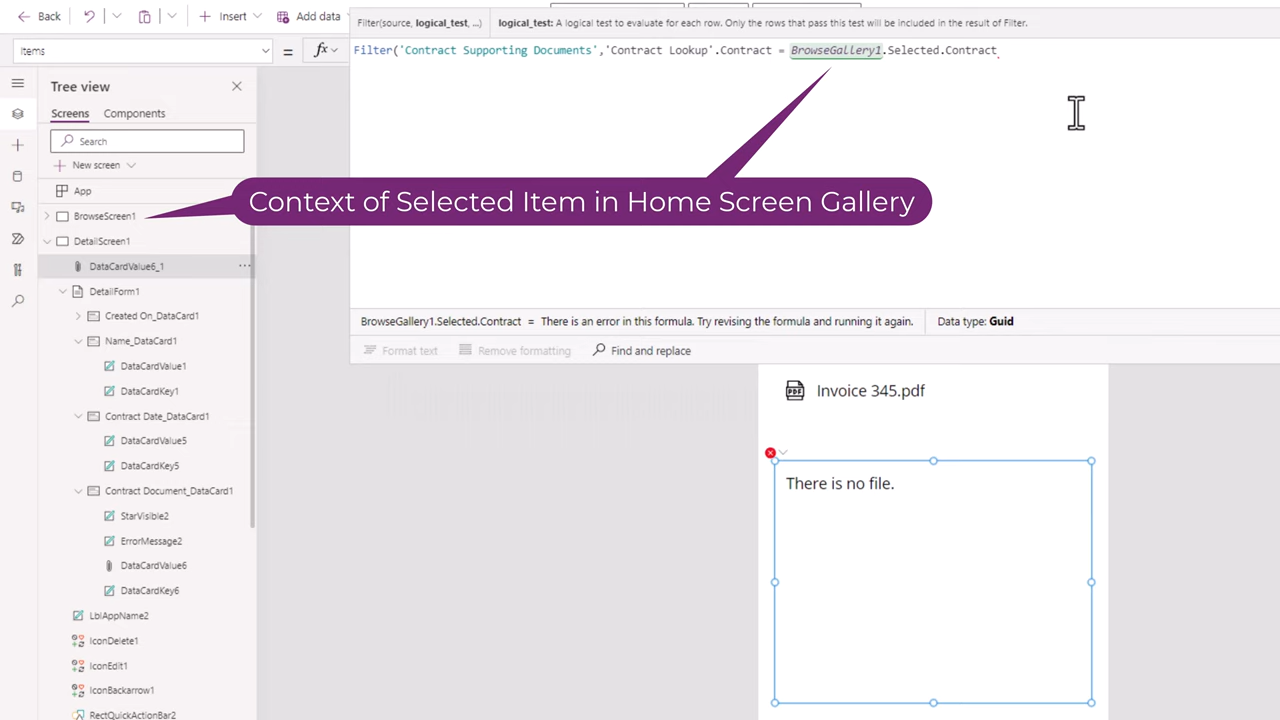 Back
Insert
Add data
Filter(source, logical_test, ...)
logical_test: A logical test to evaluate for each row. Only the rows that pass this test will be included in the result of Filter.
Items
=
fx
Filter('Contract Supporting Documents','Contract Lookup'.Contract = BrowseGallery1.Selected.Contract
Tree view
Screens
Components
Search
New screen
App
BrowseScreen1
Context of Selected Item in Home Screen Gallery
DetailScreen1
DataCardValue6_1
...
DetailForm1
Created On_DataCard1
BrowseGallery1.Selected.Contract = There is an error in this formula. Try revising the formula and running it again.
Data type: Guid
Name_DataCard1
Format text
Remove formatting
Find and replace
DataCardValue1
DataCardKey1
PDF
Invoice 345.pdf
Contract Date_DataCard1
DataCardValue5
DataCardKey5
There is no file.
Contract Document_DataCard1
StarVisible2
ErrorMessage2
DataCardValue6
DataCardKey6
LblAppName2
IconDelete1
IconEdit1
IconBackarrow1
RectQuickActionBar2